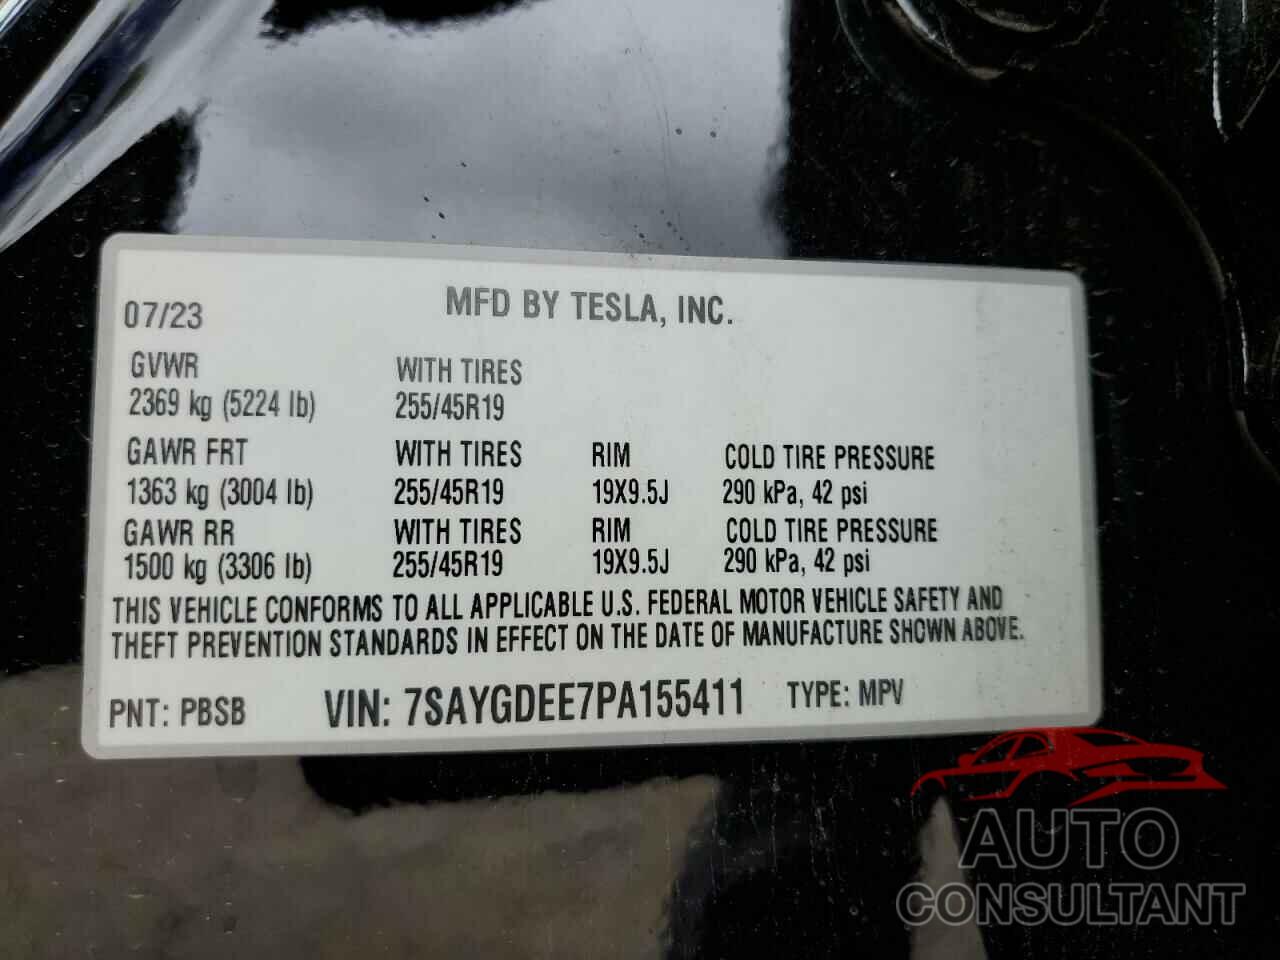 07/23 MFD BY TESLA, INC.
GVWR WITH TIRES
2369 kg (5224 lb) 255/45R19
GAWR FRT WITH TIRES RIM COLD TIRE PRESSURE
1363 kg (3004 lb) 255/45R19 19X9.5J 290 kPa, 42 psi
GAWR RR WITH TIRES RIM COLD TIRE PRESSURE
1500 kg (3306 lb) 255/45R19 19X9.5J 290 kPa, 42 psi
THIS VEHICLE CONFORMS TO ALL APPLICABLE U.S. FEDERAL MOTOR VEHICLE SAFETY AND
THEFT PREVENTION STANDARDS IN EFFECT ON THE DATE OF MANUFACTURE SHOWN ABOVE.
PNT: PBSB VIN: 7SAYGDEE7PA155411 TYPE: MPV
AUTO
CONSULTANT